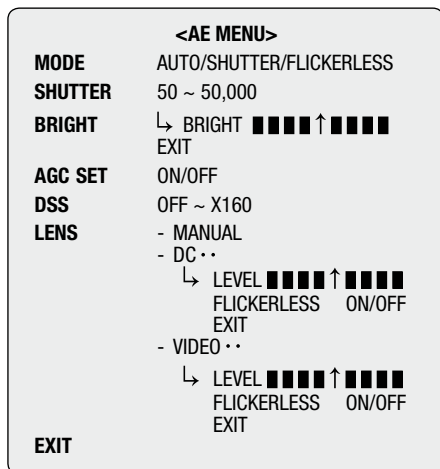 <AE MENU>
MODE AUTO/SHUTTER/FLICKERLESS
SHUTTER 50 ~ 50,000
BRIGHT ↳ BRIGHT ▮▮▮▮↑▮▮▮▮
EXIT
AGC SET ON/OFF
DSS OFF ~ X160
LENS - MANUAL
- DC ··
↳ LEVEL ▮▮▮▮↑▮▮▮▮
FLICKERLESS ON/OFF
EXIT
- VIDEO ··
↳ LEVEL ▮▮▮▮↑▮▮▮▮
FLICKERLESS ON/OFF
EXIT
EXIT